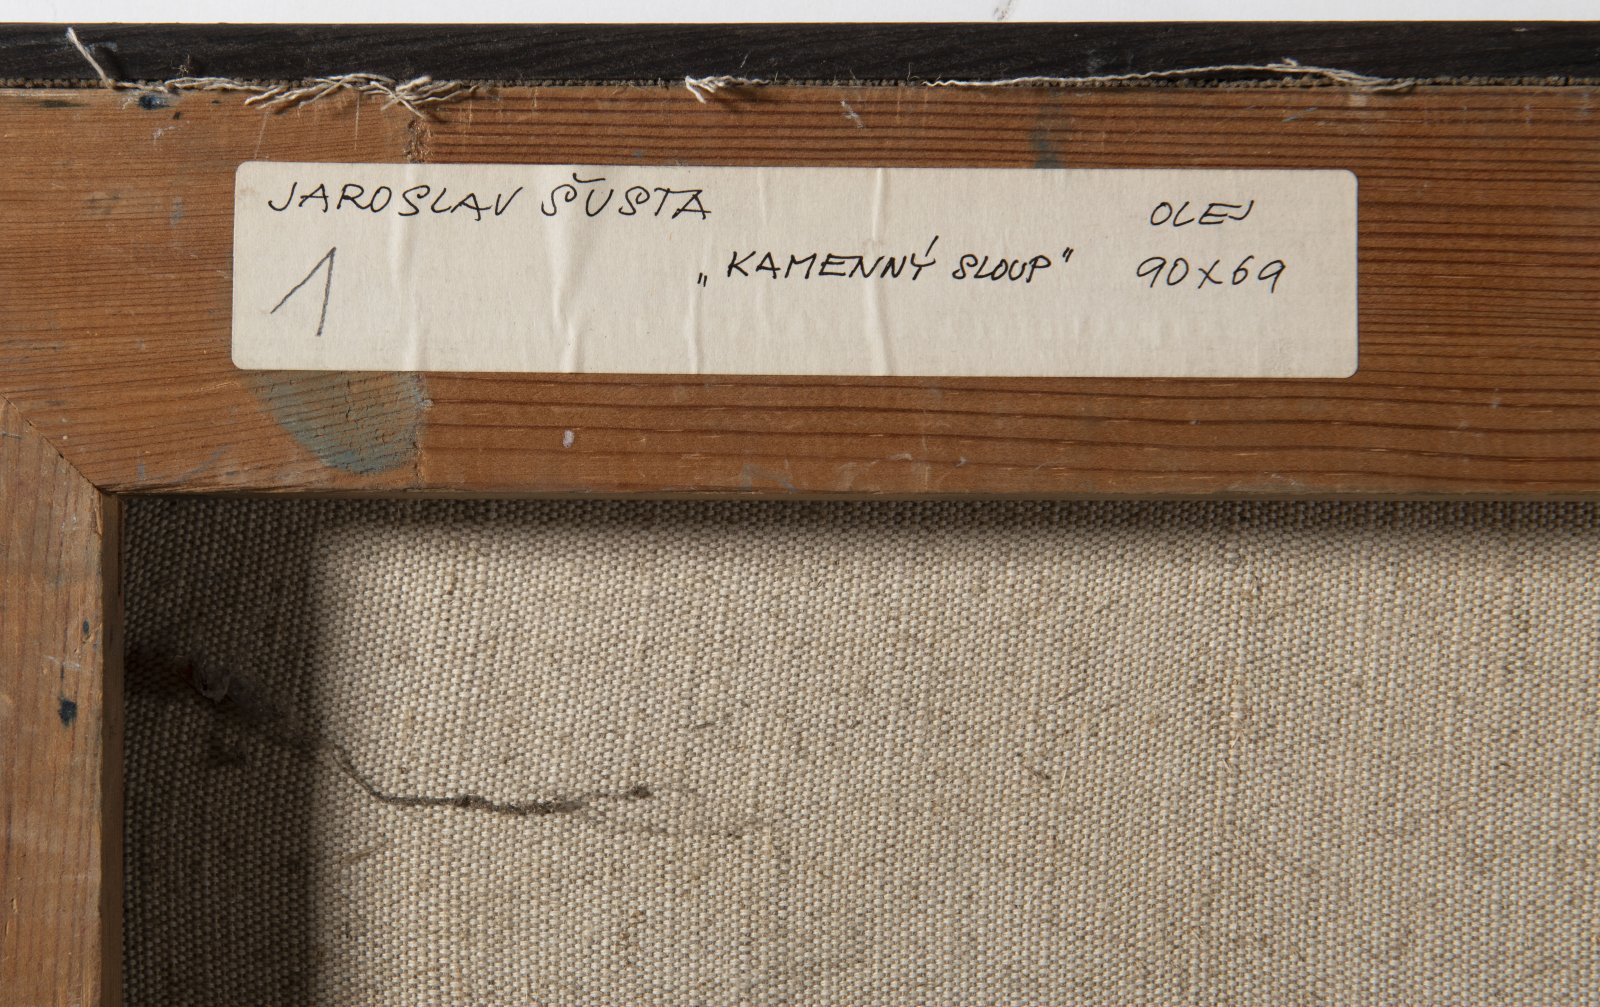 JAROSLAV ŠUSTA OLEJ
„KAMENNÝ SLOUP" 90x69
1